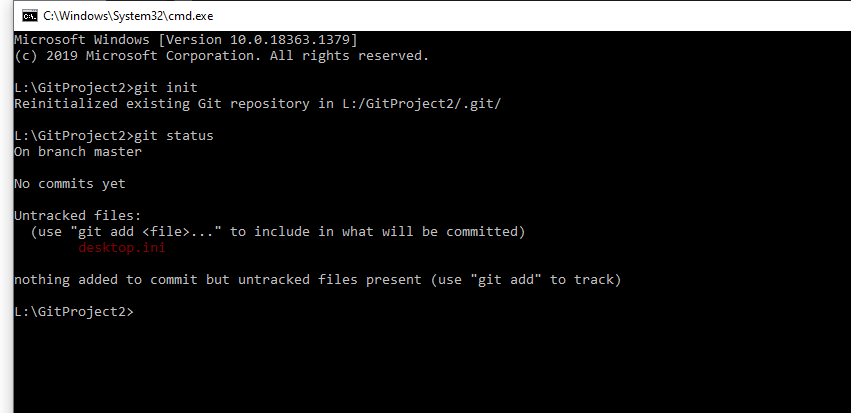 C:\Windows\System32\cmd.exe
Microsoft Windows [Version 10.0.18363.1379]
(c) 2019 Microsoft Corporation. All rights reserved.
L:\GitProject2>git init
Reinitialized existing Git repository in L:/GitProject2/.git/
L:\GitProject2>git status
On branch master
No commits yet
Untracked files:
(use "git add <file>..." to include in what will be committed)
desktop.ini
nothing added to commit but untracked files present (use "git add" to track)
L:\GitProject2>